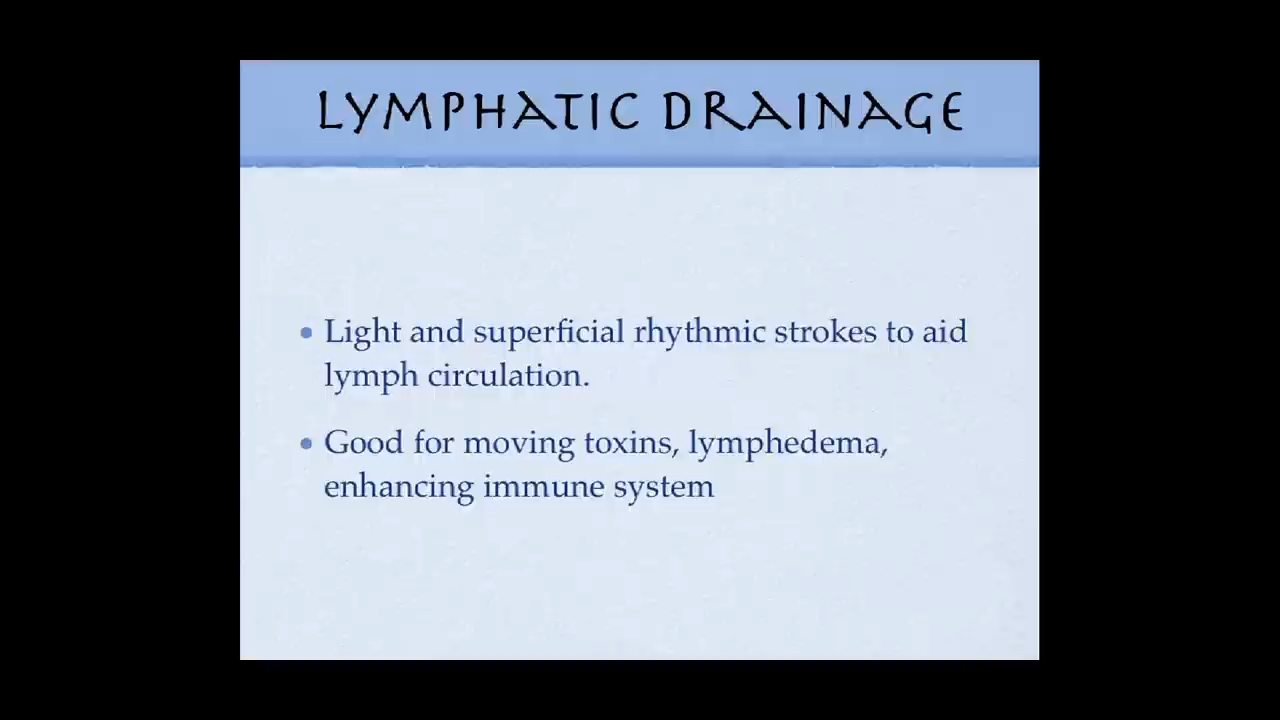 LYMPHATIC DRAINAGE
• Light and superficial rhythmic strokes to aid
lymph circulation.
• Good for moving toxins, lymphedema,
enhancing immune system